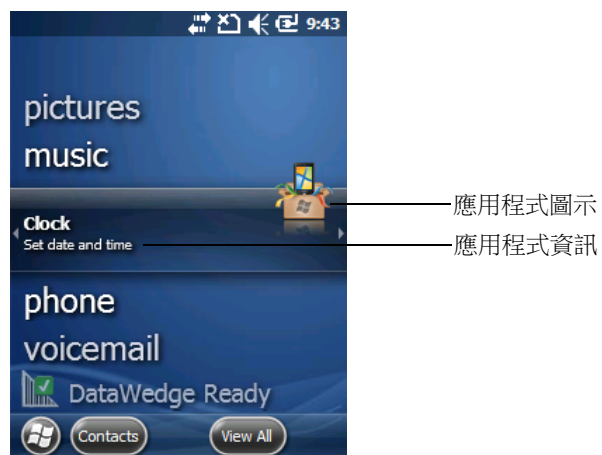 9:43
pictures
music
應用程式圖示
Clock
Set date and time
應用程式資訊
phone
voicemail
DataWedge Ready
Contacts
View All